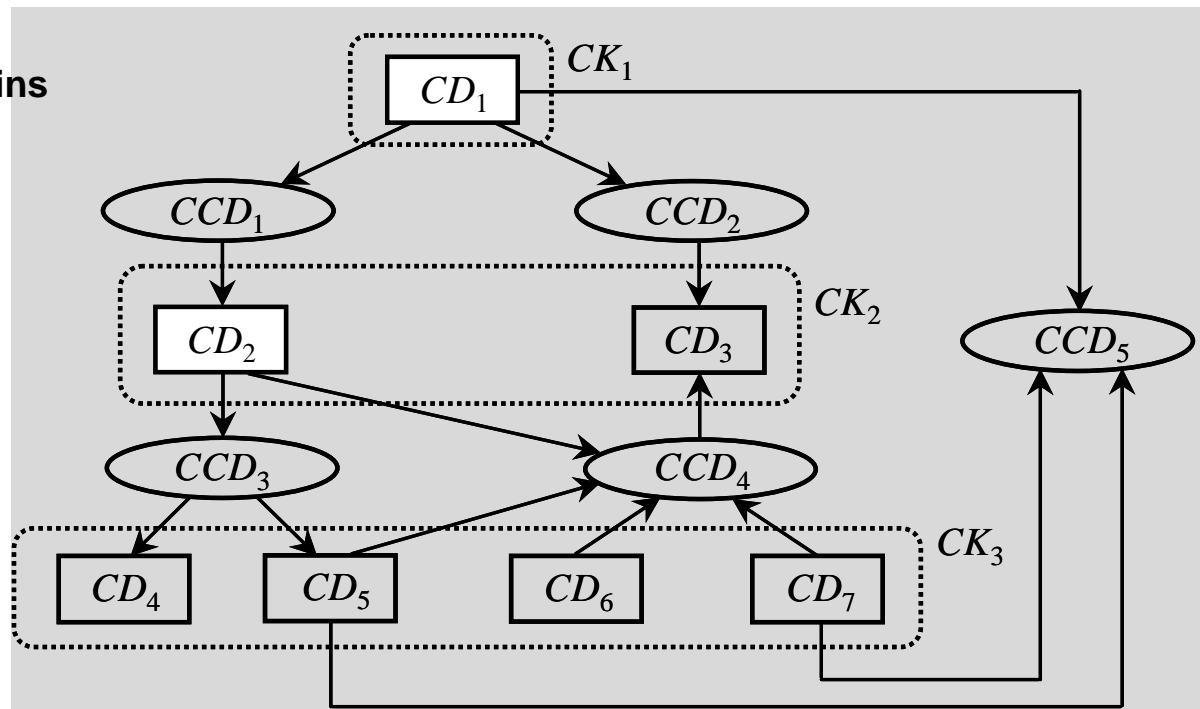 CK₁
ins
CD₁
CCD₁ CCD₂
CK₂
CD₂ CD₃ CCD₅
CCD₃ CCD₄
CK₃
CD₄ CD₅ CD₆ CD₇